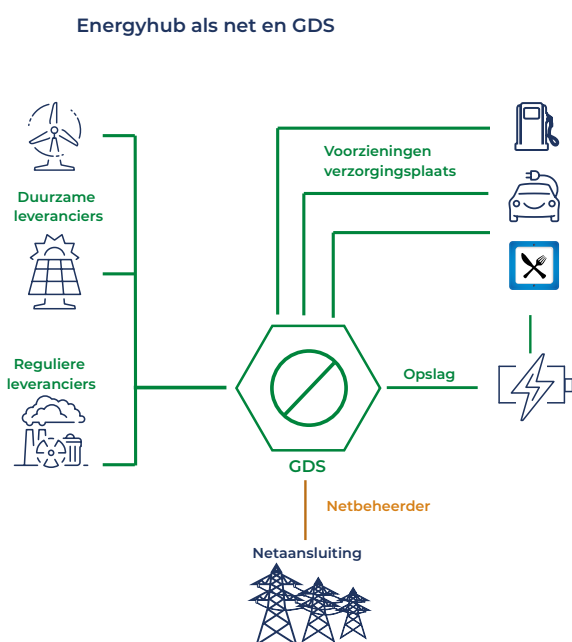 Energyhub als net en GDS
Voorzieningen
verzorgingsplaats
Duurzame
leveranciers
Reguliere
leveranciers
Opslag
GDS
Netbeheerder
Netaansluiting